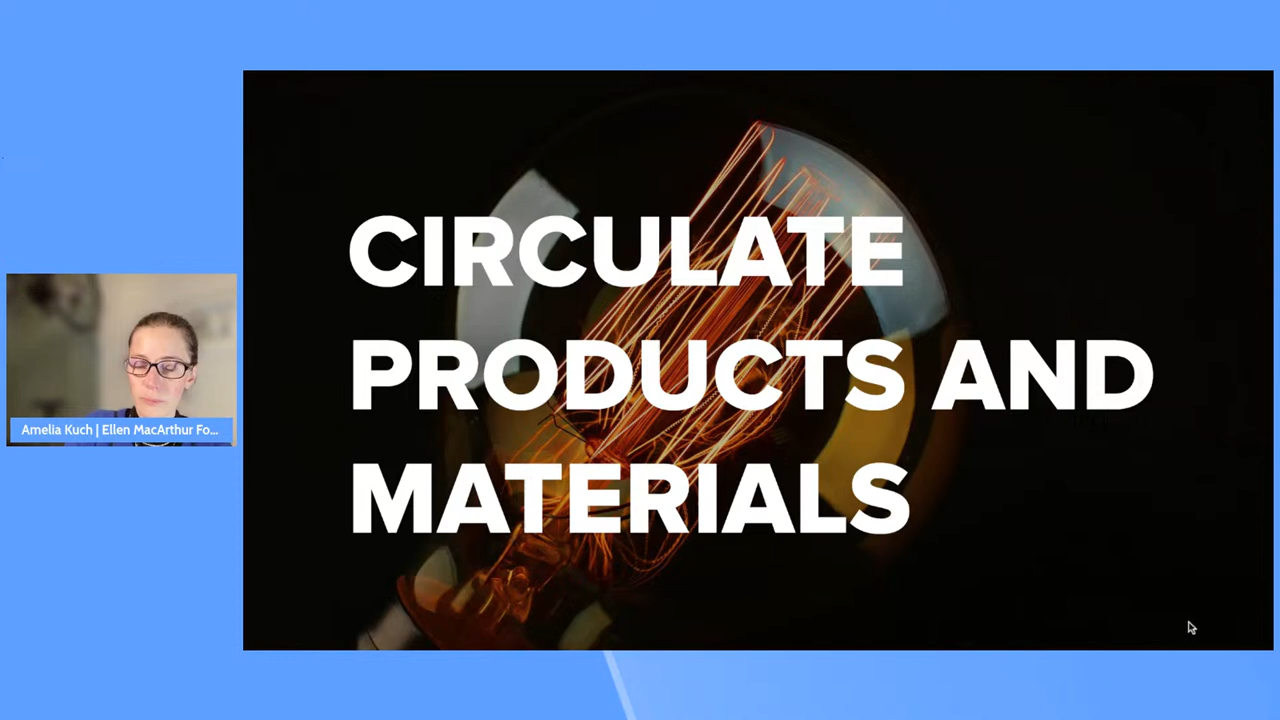 CIRCULATE
PRODUCTS AND
MATERIALS
Amelia Kuch | Ellen MacArthur Fo...